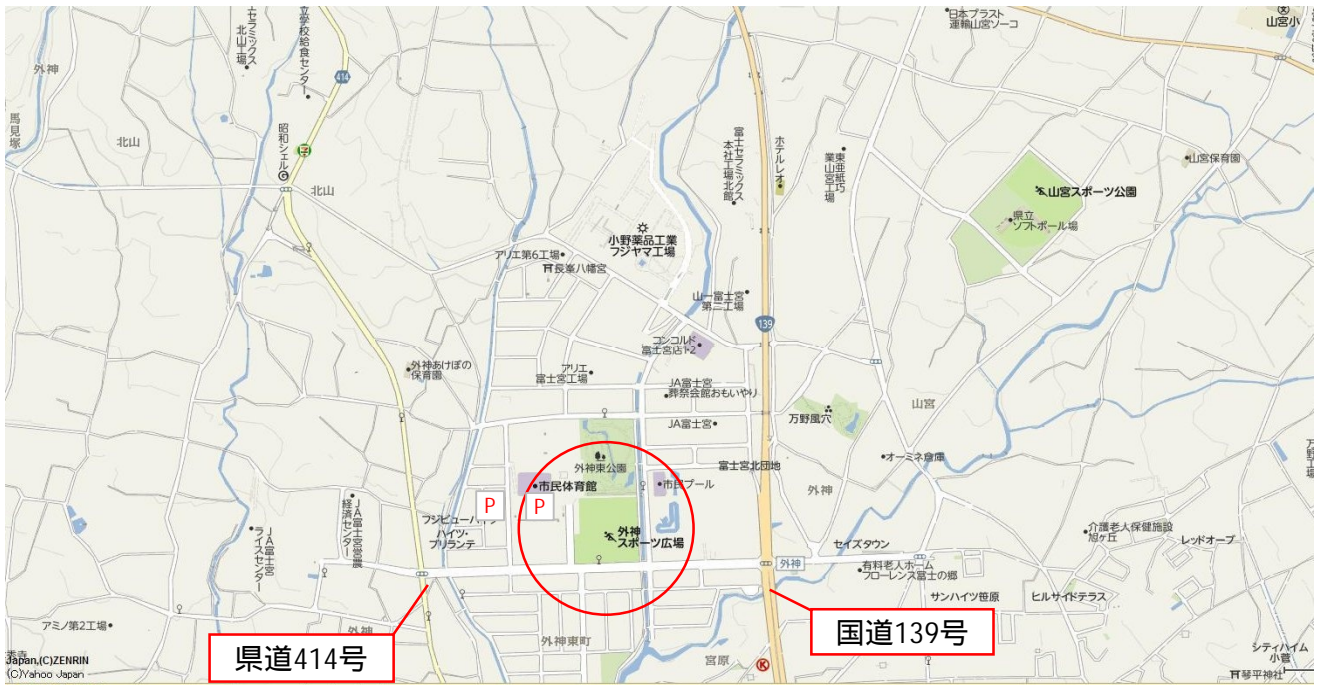 日本プラスト
運輸山宮ソーコ
山宮小
セラミックス
北山工場
立学校給食センター
外神
414
馬見塚
北山
昭和シェル
北山
富士セラミックス
本社工場北館
ホテルレオ
東亜紙巧
業山宮工場
山宮保育園
山宮スポーツ公園
県立
ソフトボール場
小野薬品工業
フジヤマ工場
アリエ第6工場
长峯八幡宮
山一富士宮
第二工場
139
コンコルド
富士宮店1・2
外神あけぼの
保育園
アリエ
富士宮工場
JA富士宮
葬祭会館おもいやり
JA富士宮
万野風穴
山宮
外神東公園
富士宮北団地
オーミネ倉庫
市民体育館
市民プール
外神
P
P
フジビューハイツ
ハイツ・
ブリランテ
外神
スポーツ広場
JA富士宮営農
経済センター
JA富士宮
ライスセンター
セイズタウン
介護老人保健施設
旭ヶ丘
レッドオーブ
外神
有料老人ホーム
フローレンス富士の郷
サンハイツ笹原
ヒルサイドテラス
アミノ第2工場
外神
県道414号
国道139号
外神東町
宮原
K
シティハイム
小菅
琴平神社
Japan,(C)ZENRIN
(C)Yahoo Japan